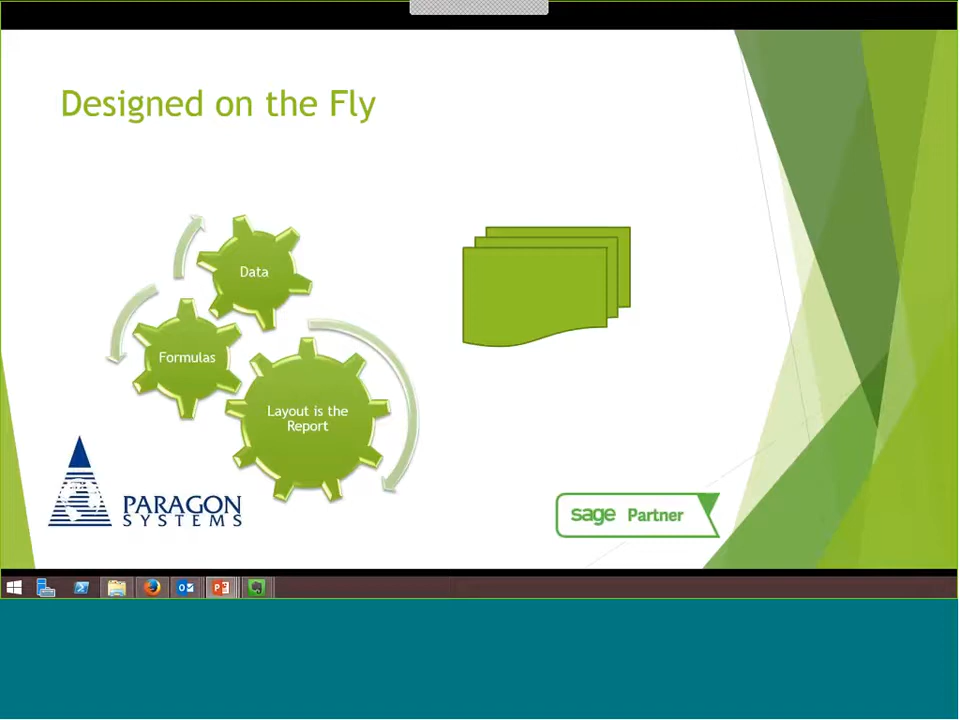 Designed on the Fly
Data
Formulas
Layout is the
Report
PARAGON
SYSTEMS
sage Partner